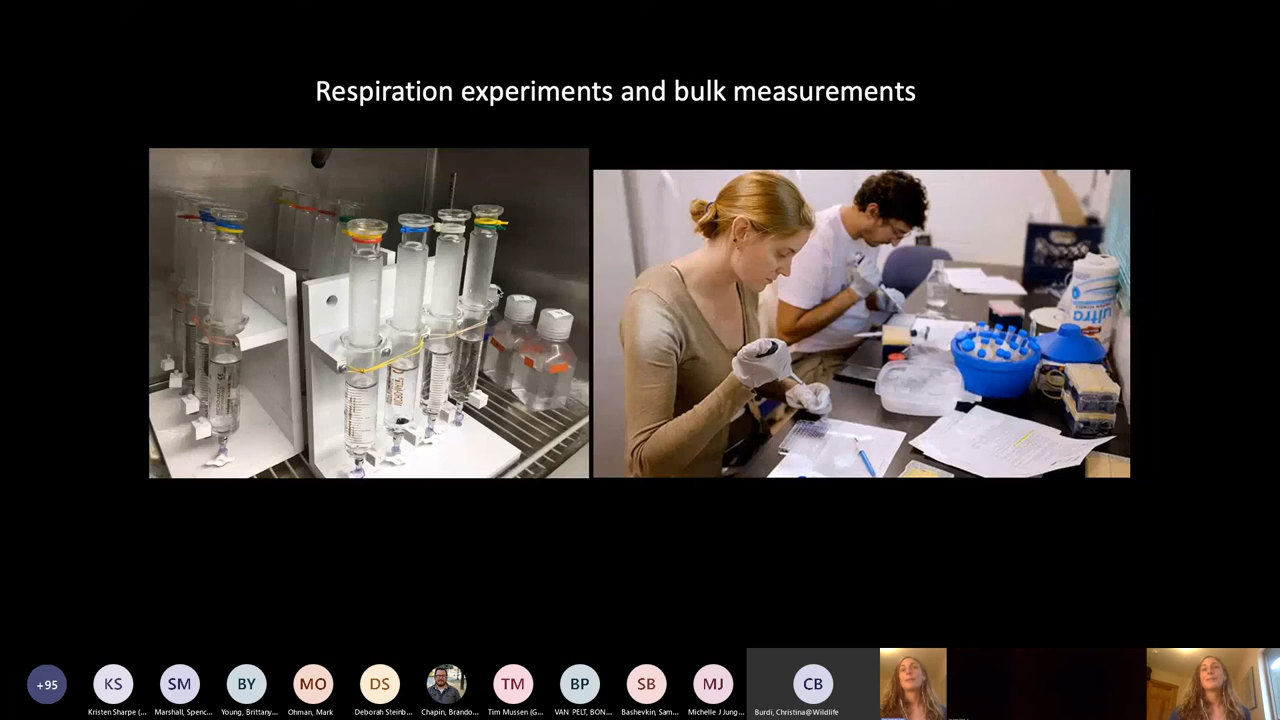 Respiration experiments and bulk measurements
ultra
+95
KS
SM
BY
MO
DS
TM
BP
SB
MJ
CB
Kristen Sharpe (...
Marshall, Spenc...
Young, Brittany...
Ohman, Mark
Deborah Steinb...
Chapin, Brando...
Tim Mussen (G...
VAN PELT, BON...
Bashevkin, Sam...
Michelle J Jung...
Burdi, Christina@Wildlife